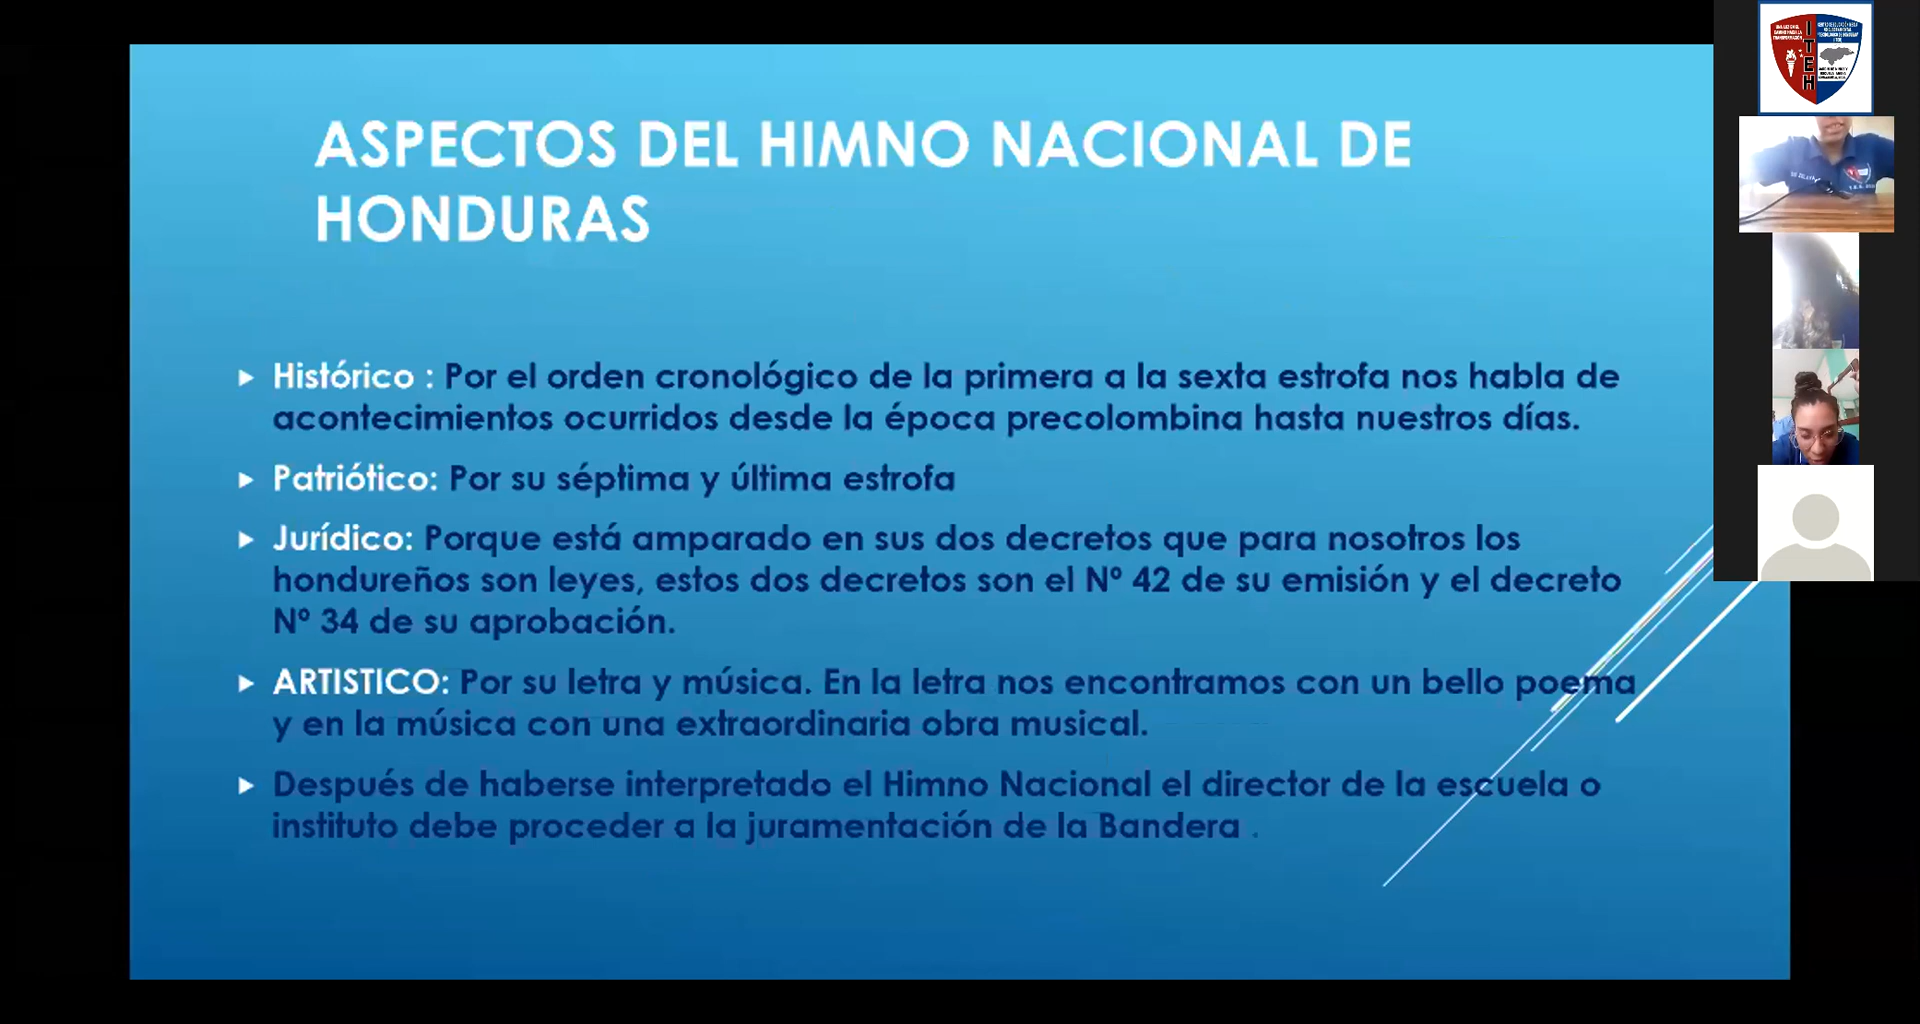 ASPECTOS DEL HIMNO NACIONAL DE
HONDURAS
Histórico : Por el orden cronológico de la primera a la sexta estrofa nos habla de
acontecimientos ocurridos desde la época precolombina hasta nuestros días.
Patriótico: Por su séptima y última estrofa
Jurídico: Porque está amparado en sus dos decretos que para nosotros los
hondureños son leyes, estos dos decretos son el Nº 42 de su emisión y el decreto
Nº 34 de su aprobación.
ARTISTICO: Por su letra y música. En la letra nos encontramos con un bello poema
y en la música con una extraordinaria obra musical.
Después de haberse interpretado el Himno Nacional el director de la escuela o
instituto debe proceder a la juramentación de la Bandera .
ITEH